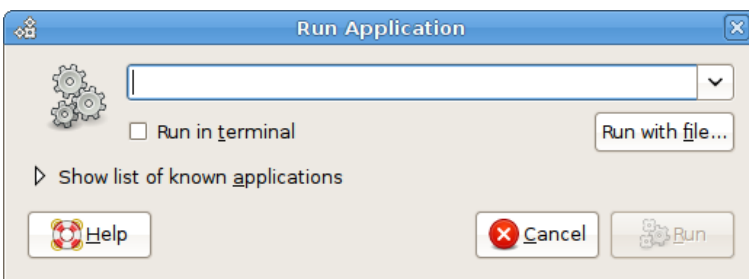 Run Application
Run in terminal
Run with file...
Show list of known applications
Help
Cancel
Run